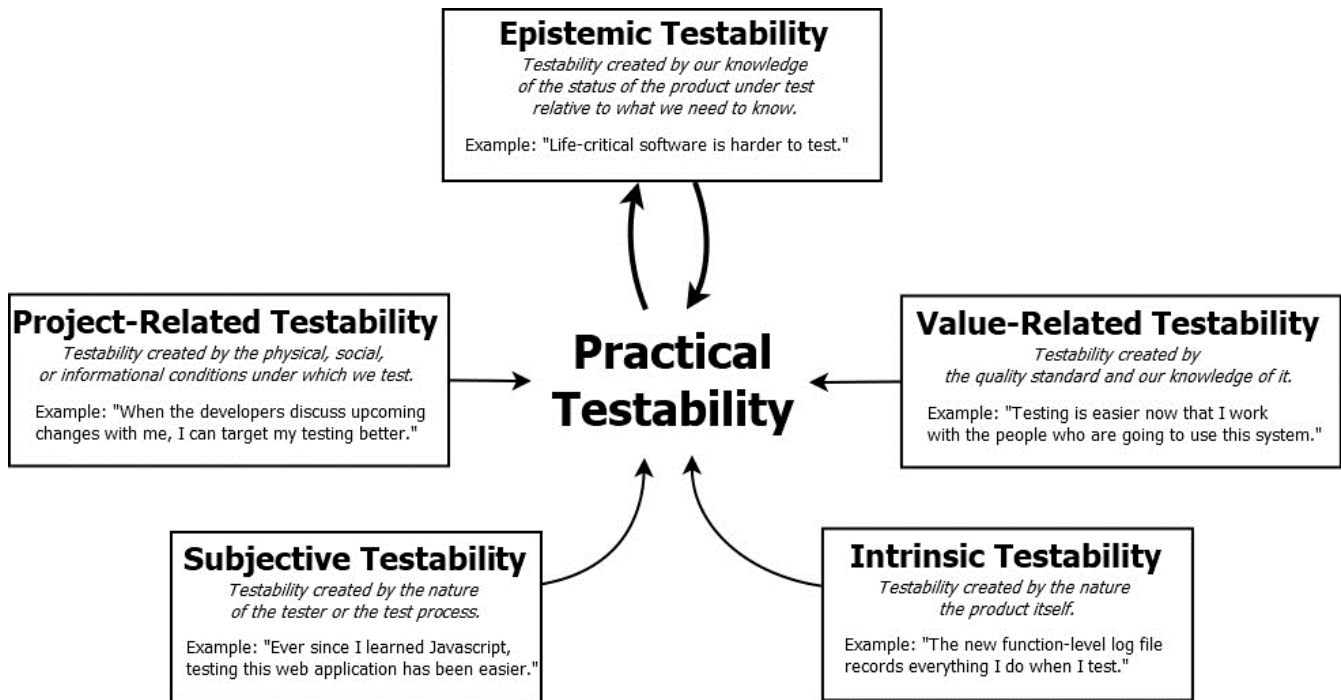 Epistemic Testability
Testability created by our knowledge
of the status of the product under test
relative to what we need to know.
Example: "Life-critical software is harder to test."
Project-Related Testability
Testability created by the physical, social,
or informational conditions under which we test.
Example: "When the developers discuss upcoming
changes with me, I can target my testing better."
Practical
Testability
Value-Related Testability
Testability created by
the quality standard and our knowledge of it.
Example: "Testing is easier now that I work
with the people who are going to use this system."
Subjective Testability
Testability created by the nature
of the tester or the test process.
Example: "Ever since I learned Javascript,
testing this web application has been easier."
Intrinsic Testability
Testability created by the nature
the product itself.
Example: "The new function-level log file
records everything I do when I test."